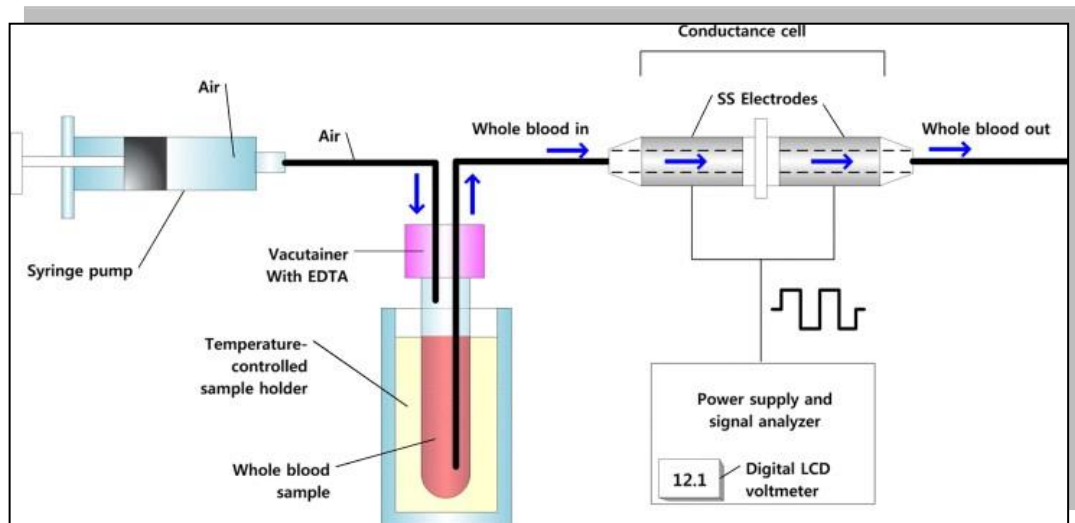 Conductance cell
Air
SS Electrodes
Air
Whole blood in
Whole blood out
Syringe pump
Vacutainer
With EDTA
Temperature-
controlled
sample holder
Whole blood
sample
Power supply and
signal analyzer
12.1
Digital LCD
voltmeter